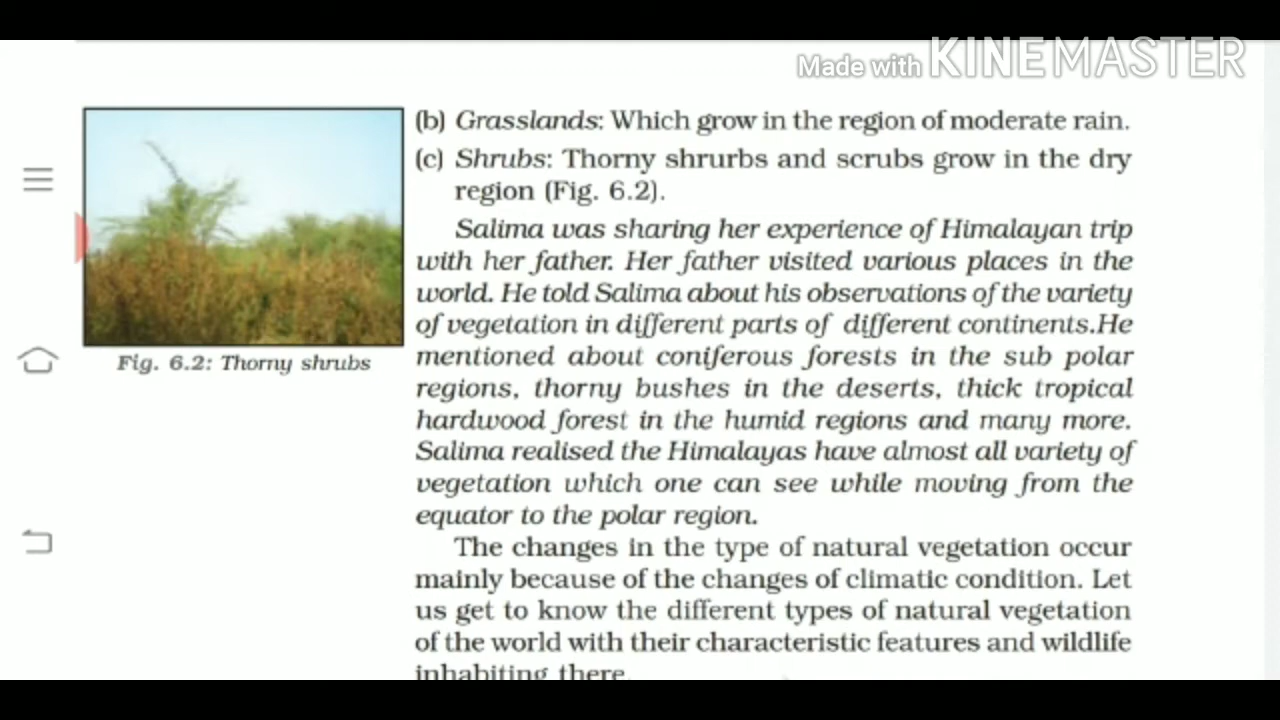 Made with KINEMASTER
(b) Grasslands: Which grow in the region of moderate rain.
(c) Shrubs: Thorny shrurbs and scrubs grow in the dry
region (Fig. 6.2).
Salima was sharing her experience of Himalayan trip
with her father. Her father visited various places in the
world. He told Salima about his observations of the variety
of vegetation in different parts of different continents.He
mentioned about coniferous forests in the sub polar
regions, thorny bushes in the deserts, thick tropical
hardwood forest in the humid regions and many more.
Salima realised the Himalayas have almost all variety of
vegetation which one can see while moving from the
equator to the polar region.
The changes in the type of natural vegetation occur
mainly because of the changes of climatic condition. Let
us get to know the different types of natural vegetation
of the world with their characteristic features and wildlife
inhabiting there.
Fig. 6.2: Thorny shrubs